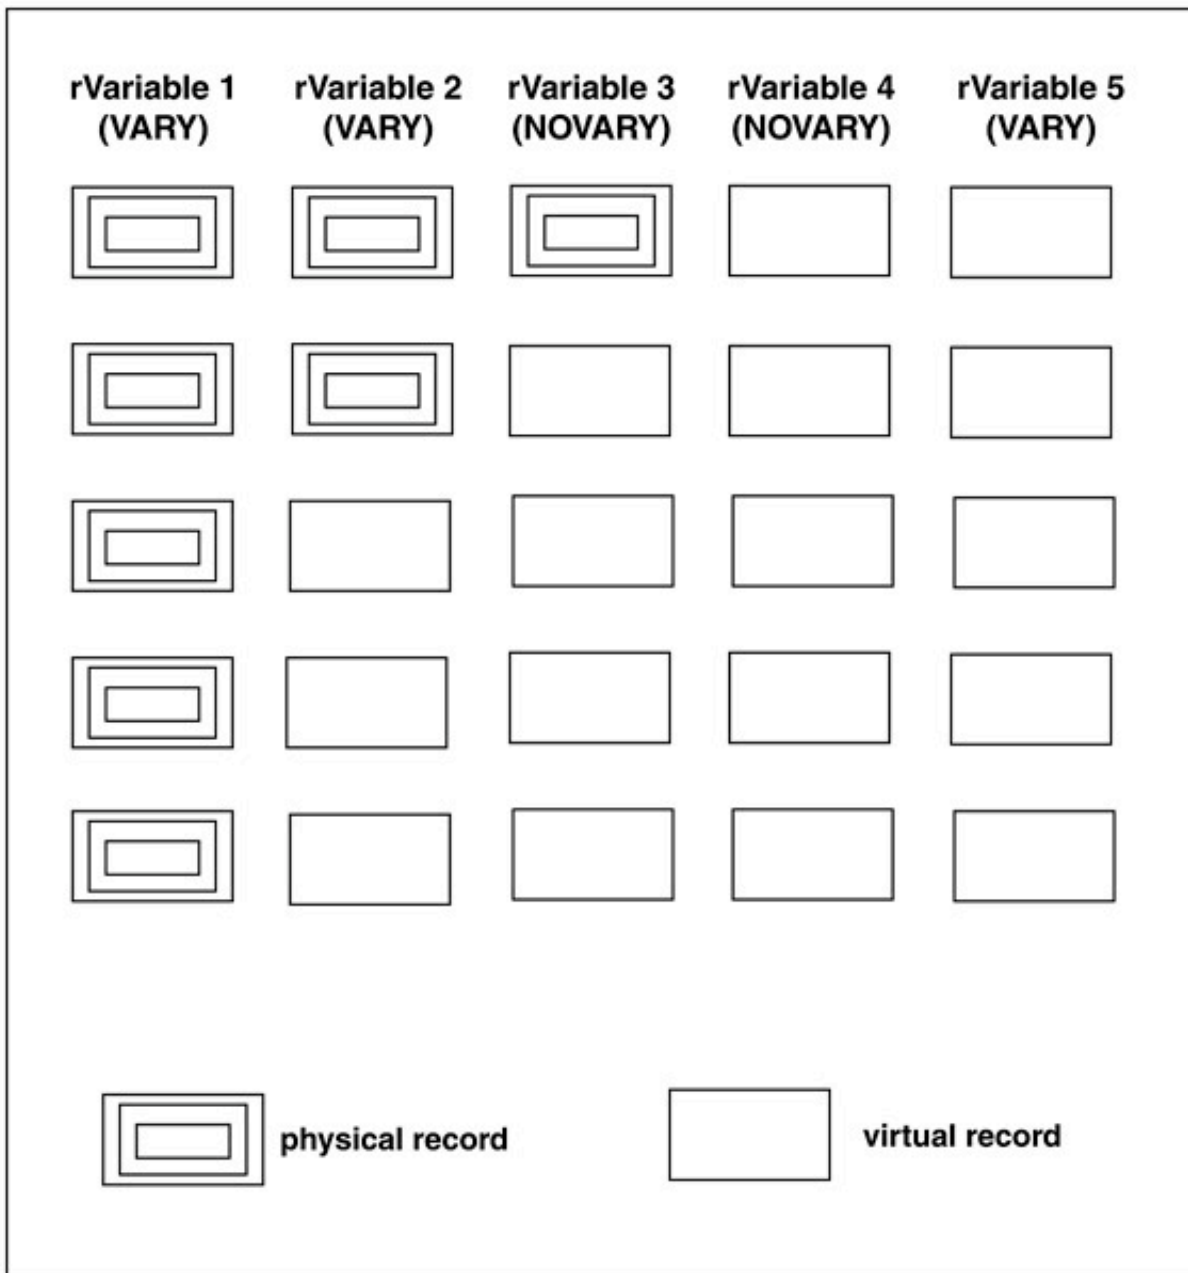 rVariable 1 rVariable 2 rVariable 3 rVariable 4 rVariable 5
(VARY) (VARY) (NOVARY) (NOVARY) (VARY)
physical record virtual record